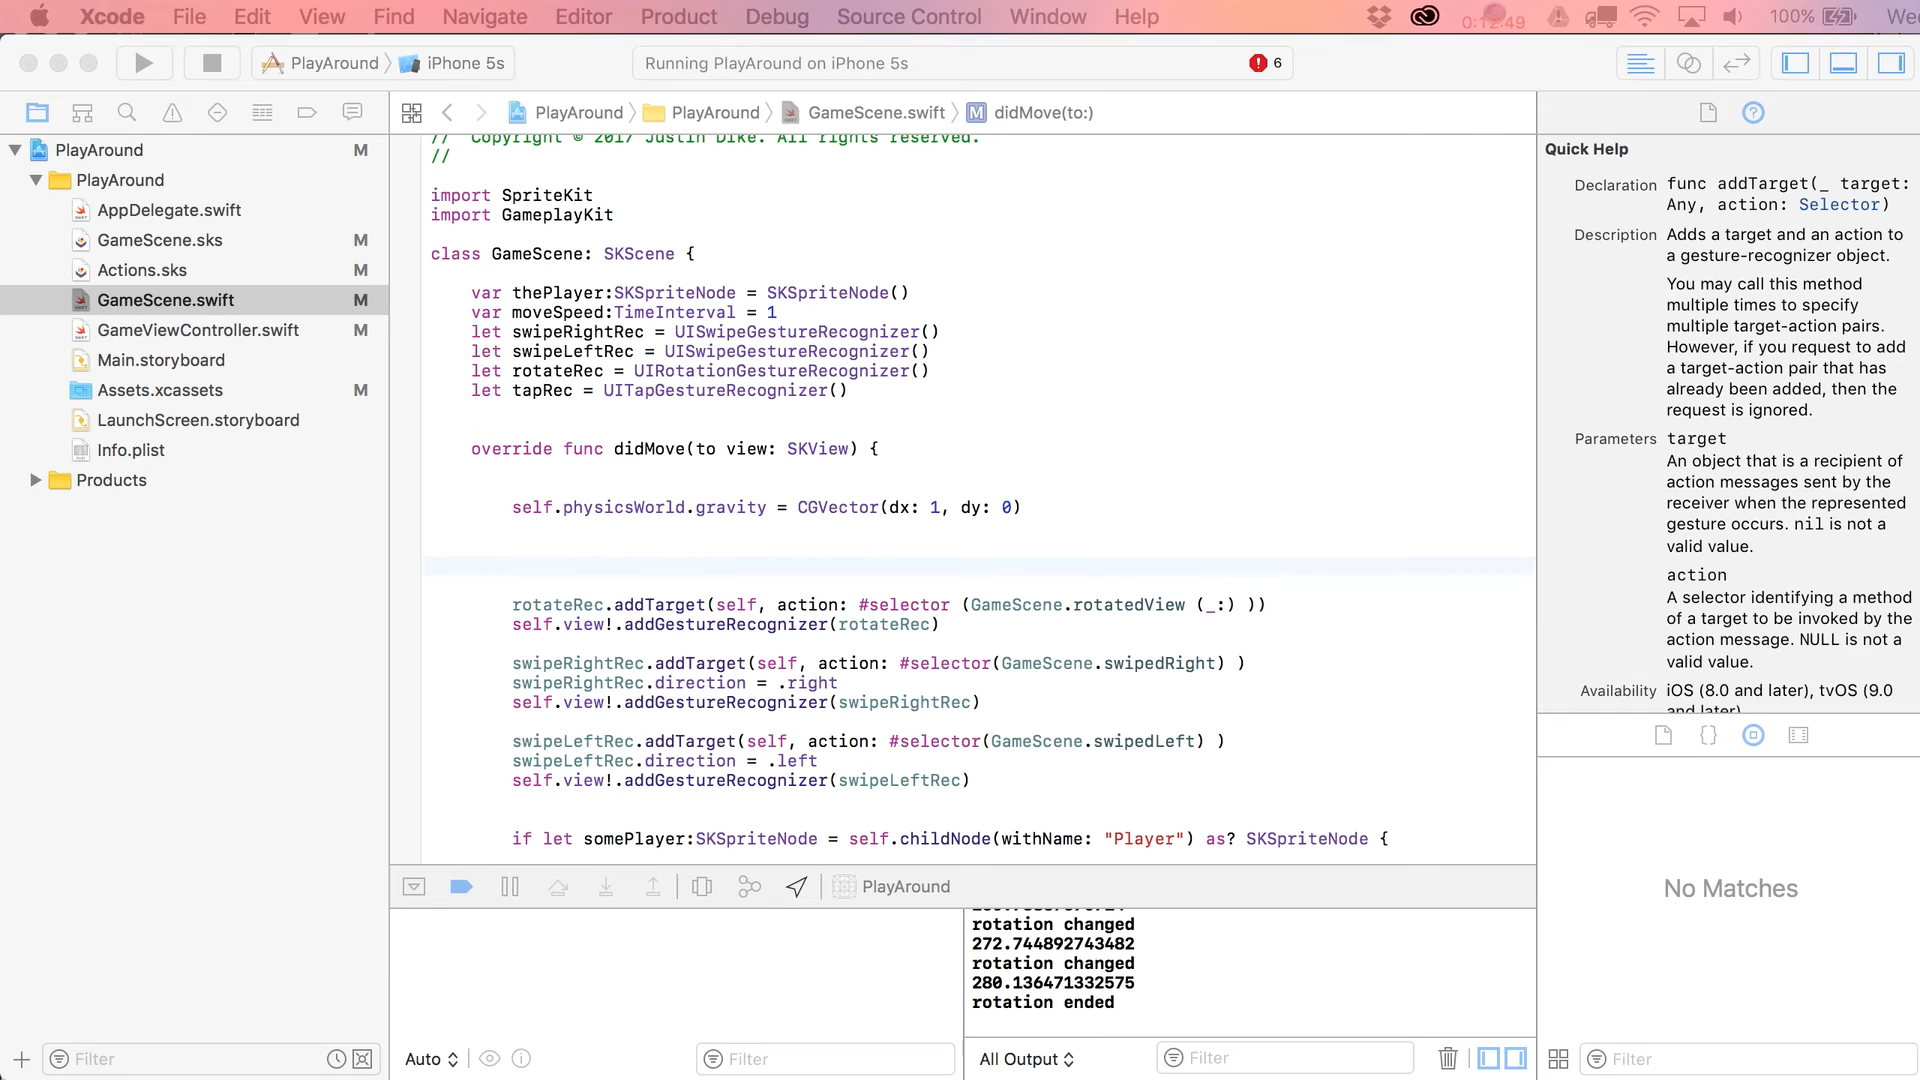 Xcode File Edit View Find Navigate Editor Product Debug Source Control Window Help 0:12:49 100% We
PlayAround iPhone 5s Running PlayAround on iPhone 5s 6
PlayAround PlayAround GameScene.swift M didMove(to:)
PlayAround M
PlayAround
AppDelegate.swift
GameScene.sks M
Actions.sks M
GameScene.swift M
GameViewController.swift M
Main.storyboard
Assets.xcassets M
LaunchScreen.storyboard
Info.plist
Products
Filter
// Copyright © 2017 Justin Dike. All rights reserved.
//
import SpriteKit
import GameplayKit
class GameScene: SKScene {
var thePlayer:SKSpriteNode = SKSpriteNode()
var moveSpeed:TimeInterval = 1
let swipeRightRec = UISwipeGestureRecognizer()
let swipeLeftRec = UISwipeGestureRecognizer()
let rotateRec = UIRotationGestureRecognizer()
let tapRec = UITapGestureRecognizer()
override func didMove(to view: SKView) {
self.physicsWorld.gravity = CGVector(dx: 1, dy: 0)
rotateRec.addTarget(self, action: #selector (GameScene.rotatedView (_:) ))
self.view!.addGestureRecognizer(rotateRec)
swipeRightRec.addTarget(self, action: #selector(GameScene.swipedRight) )
swipeRightRec.direction = .right
self.view!.addGestureRecognizer(swipeRightRec)
swipeLeftRec.addTarget(self, action: #selector(GameScene.swipedLeft) )
swipeLeftRec.direction = .left
self.view!.addGestureRecognizer(swipeLeftRec)
if let somePlayer:SKSpriteNode = self.childNode(withName: "Player") as? SKSpriteNode {
PlayAround
rotation changed
272.744892743482
rotation changed
280.136471332575
rotation ended
Auto Filter All Output Filter
Quick Help
Declaration func addTarget(_ target:
Any, action: Selector)
Description Adds a target and an action to
a gesture-recognizer object.
You may call this method
multiple times to specify
multiple target-action pairs.
However, if you request to add
a target-action pair that has
already been added, then the
request is ignored.
Parameters target
An object that is a recipient of
action messages sent by the
receiver when the represented
gesture occurs. nil is not a
valid value.
action
A selector identifying a method
of a target to be invoked by the
action message. NULL is not a
valid value.
Availability iOS (8.0 and later), tvOS (9.0
and later)
No Matches
Filter